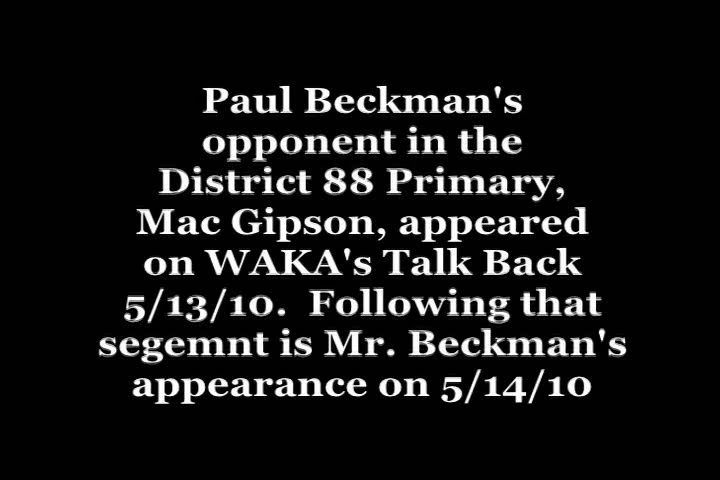 Paul Beckman's
opponent in the
District 88 Primary,
Mac Gipson, appeared
on WAKA's Talk Back
5/13/10.  Following that
segemnt is Mr. Beckman's
appearance on 5/14/10